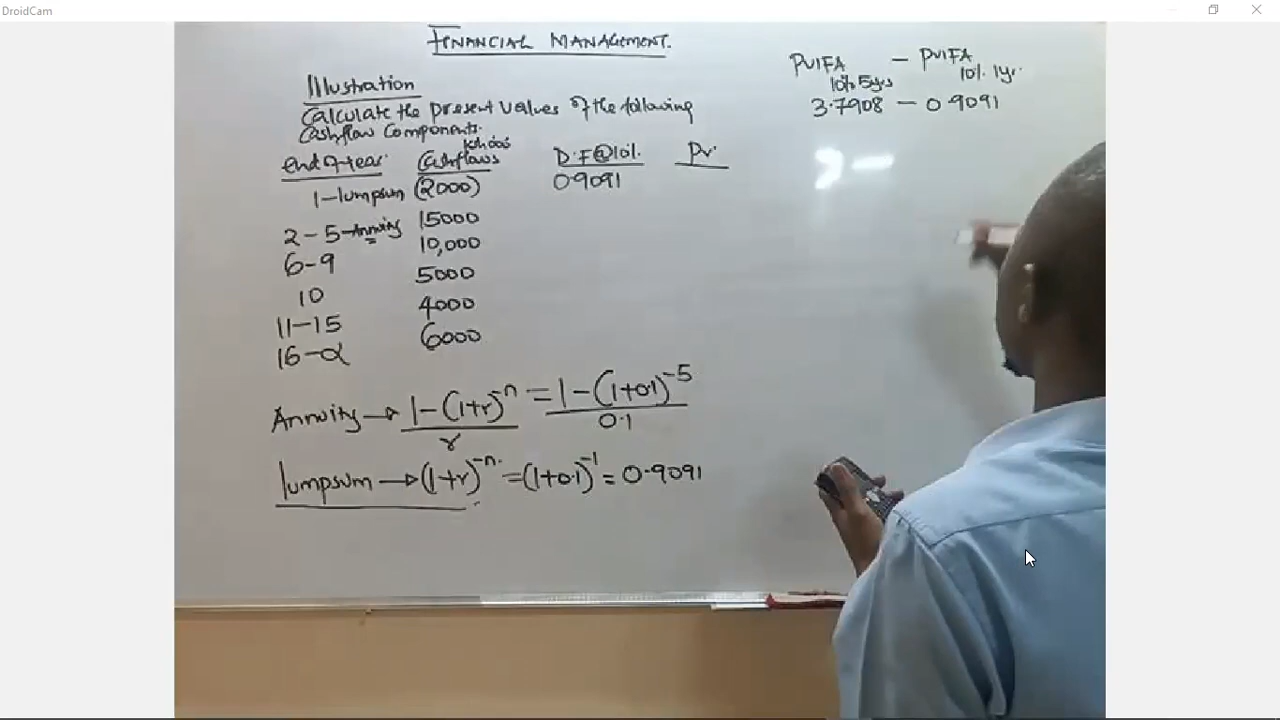 DroidCam
FINANCIAL MANAGEMENT.
Illustration
Calculate the present values of the following
Cashflow Components.
End of year Cashflows Ksh 000 D.F@10% PV.
1-lumpsum (2000) 0.9091
2-5-Annuity 15000
6-9 10,000
10 5000
11-15 4000
16-α 6000
Annuity → 1-(1+r)^-n / r = 1-(1+0.1)^-5 / 0.1
lumpsum → (1+r)^-n. = (1+0.1)^-1 = 0.9091
PVIFA 10% 5yrs - PVIFA 10% 1yr.
3.7908 - 0.9091